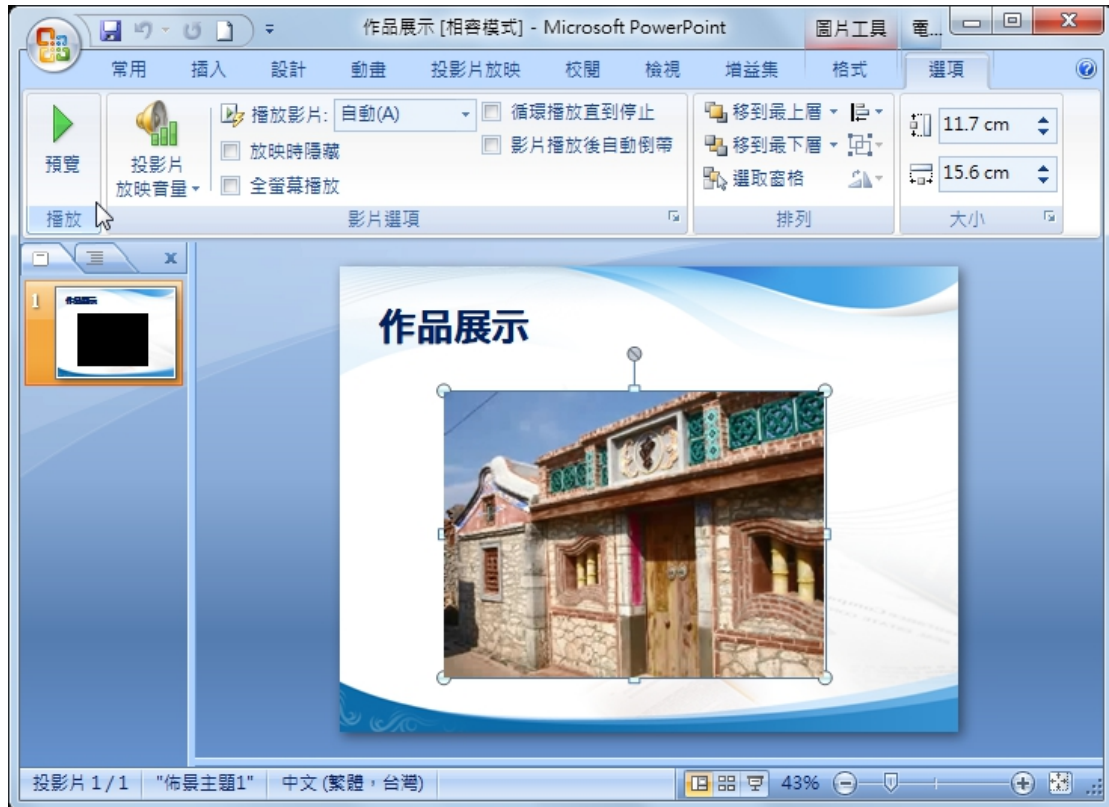 作品展示 [相容模式] - Microsoft PowerPoint
圖片工具
電...
常用 插入 設計 動畫 投影片放映 校閱 檢視 增益集 格式 選項
預覽
播放
投影片
放映音量
播放影片: 自動(A)
放映時隱藏
全螢幕播放
循環播放直到停止
影片播放後自動倒帶
影片選項
移到最上層
移到最下層
選取窗格
排列
11.7 cm
15.6 cm
大小
1
作品展示
作品展示
投影片 1 / 1 "佈景主題1" 中文 (繁體，台灣) 43%